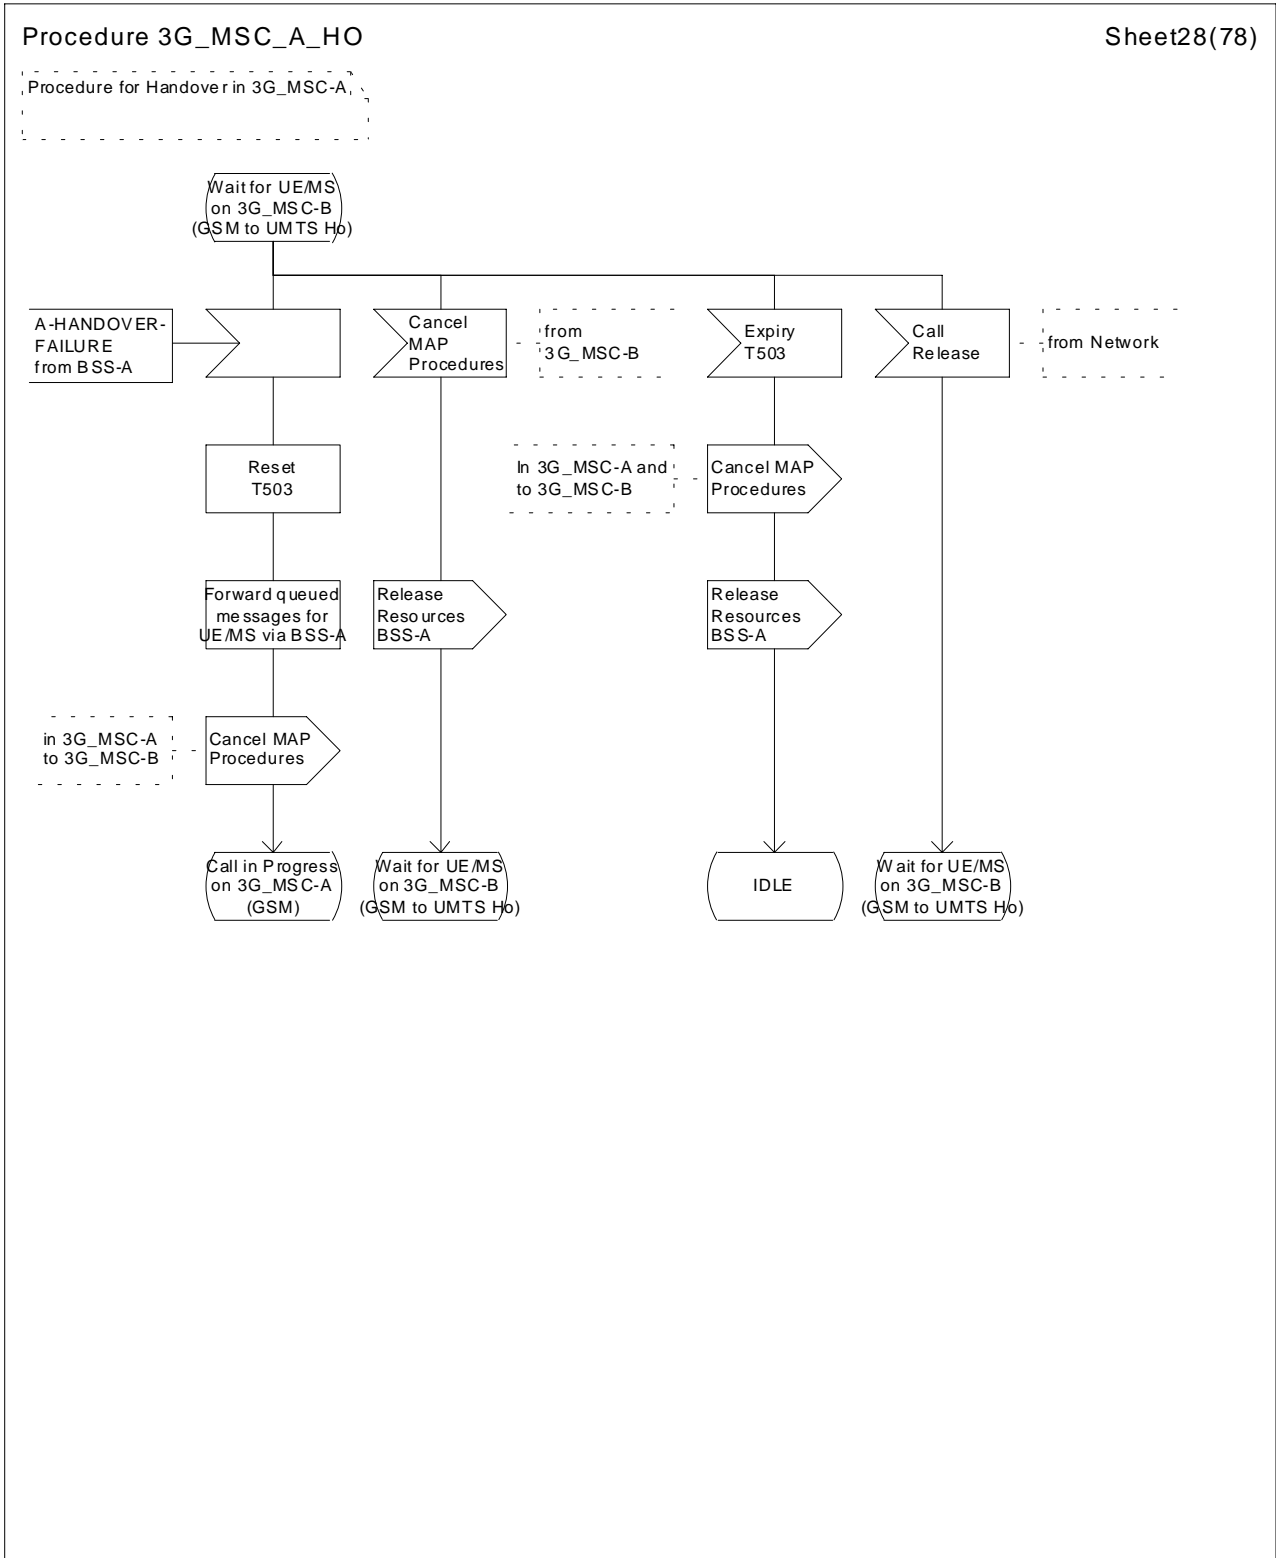 Procedure 3G_MSC_A_HO
Sheet28(78)
Procedure for Handover in 3G_MSC-A
Wait for UE/MS
on 3G_MSC-B
(GSM to UMTS Ho)
A-HANDOVER-
FAILURE
from BSS-A
Cancel
MAP
Procedures
from
3G_MSC-B
Expiry
T503
Call
Release
from Network
Reset
T503
In 3G_MSC-A and
to 3G_MSC-B
Cancel MAP
Procedures
Forward queued
messages for
UE/MS via BSS-A
Release
Resources
BSS-A
Release
Resources
BSS-A
in 3G_MSC-A
to 3G_MSC-B
Cancel MAP
Procedures
Call in Progress
on 3G_MSC-A
(GSM)
Wait for UE/MS
on 3G_MSC-B
(GSM to UMTS Ho)
IDLE
Wait for UE/MS
on 3G_MSC-B
(GSM to UMTS Ho)